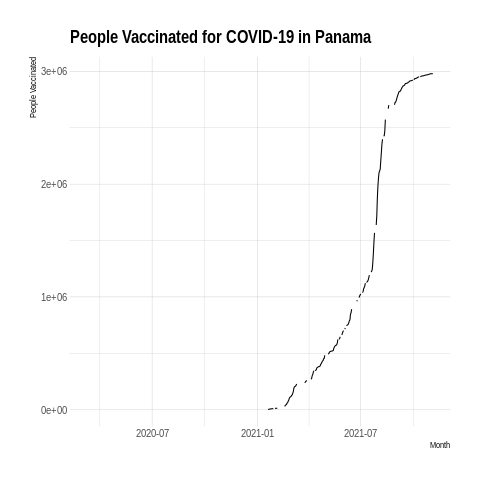 People Vaccinated for COVID-19 in Panama
People Vaccinated
3e+06
2e+06
1e+06
0e+00
2020-07
2021-01
2021-07
Month